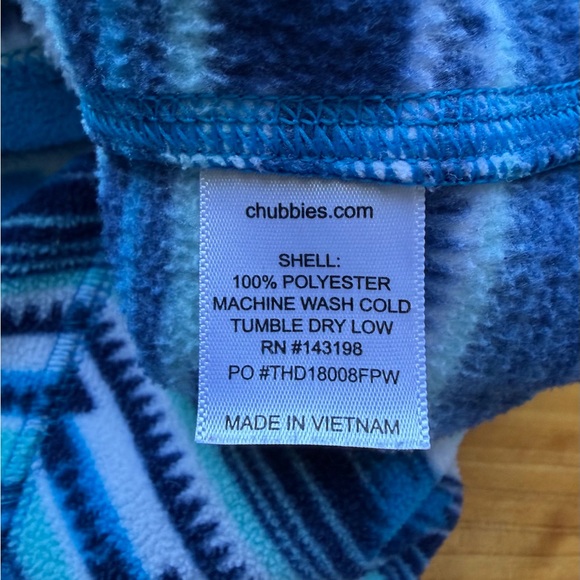 chubbies.com
SHELL:
100% POLYESTER
MACHINE WASH COLD
TUMBLE DRY LOW
RN #143198
PO #THD18008FPW
MADE IN VIETNAM